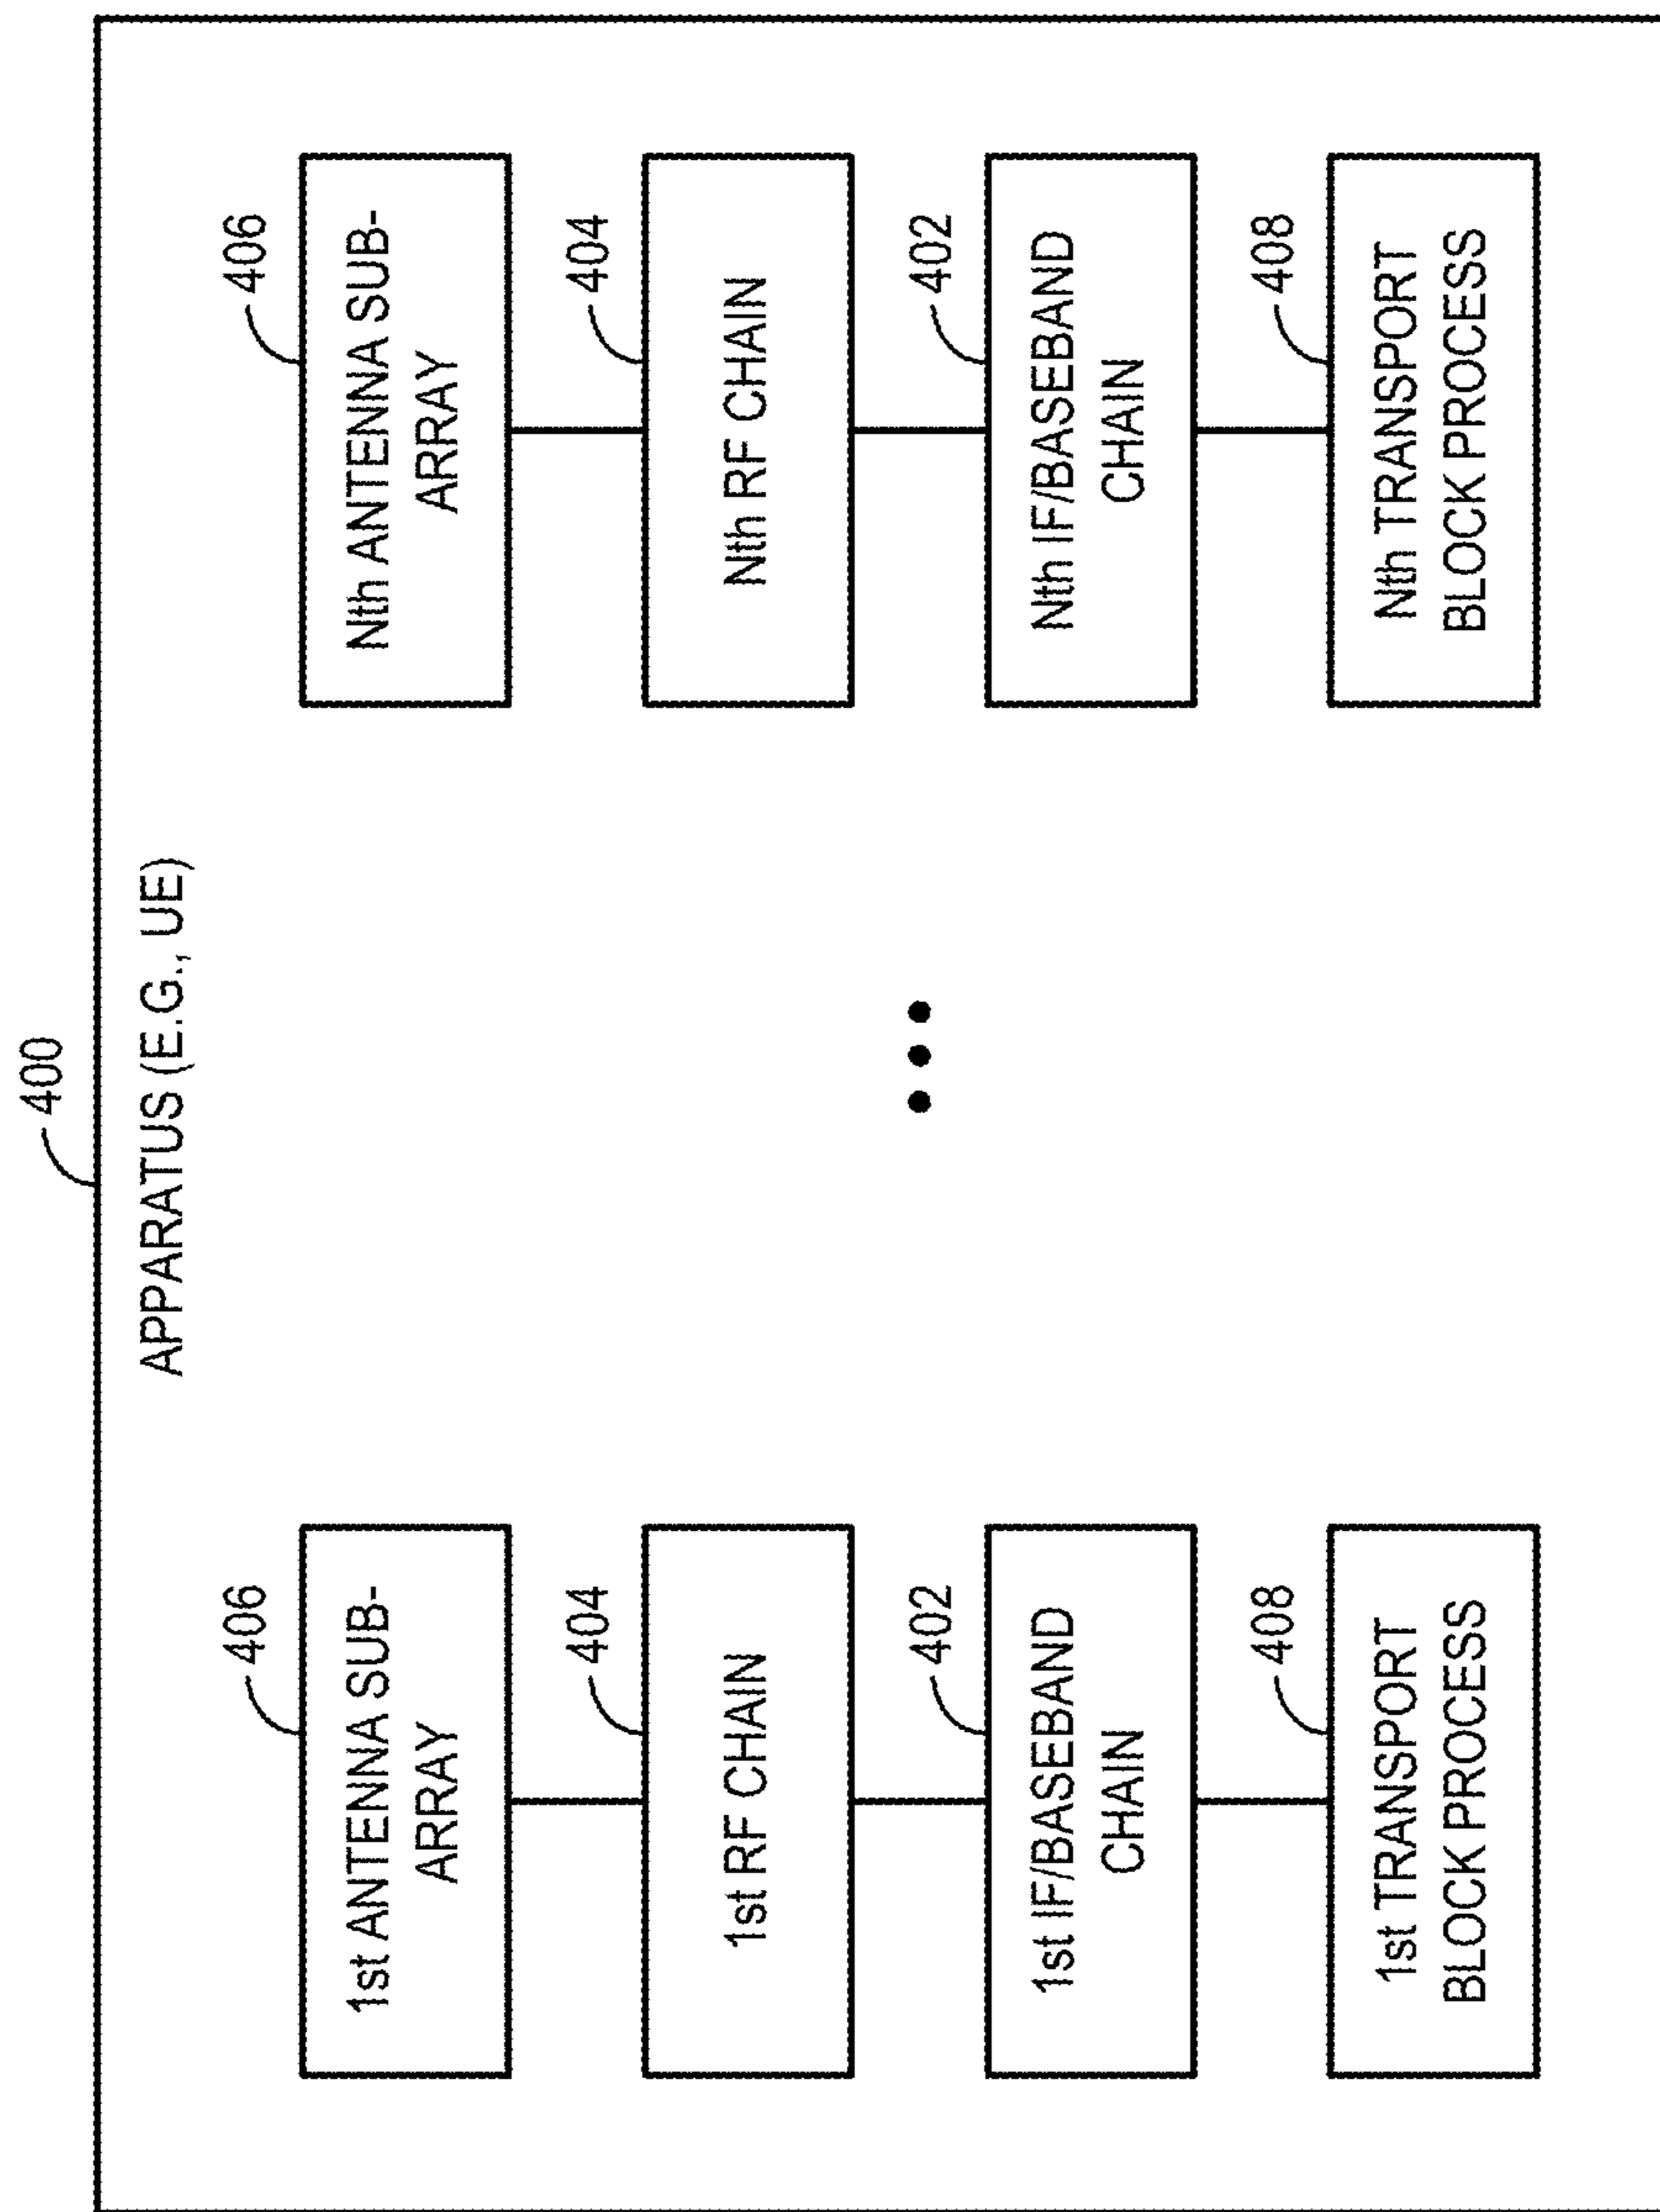 400
APPARATUS (E.G., UE)
406
1st ANTENNA SUB-
ARRAY
404
1st RF CHAIN
402
1st IF/BASEBAND
CHAIN
408
1st TRANSPORT
BLOCK PROCESS
406
Nth ANTENNA SUB-
ARRAY
404
Nth RF CHAIN
402
Nth IF/BASEBAND
CHAIN
408
Nth TRANSPORT
BLOCK PROCESS